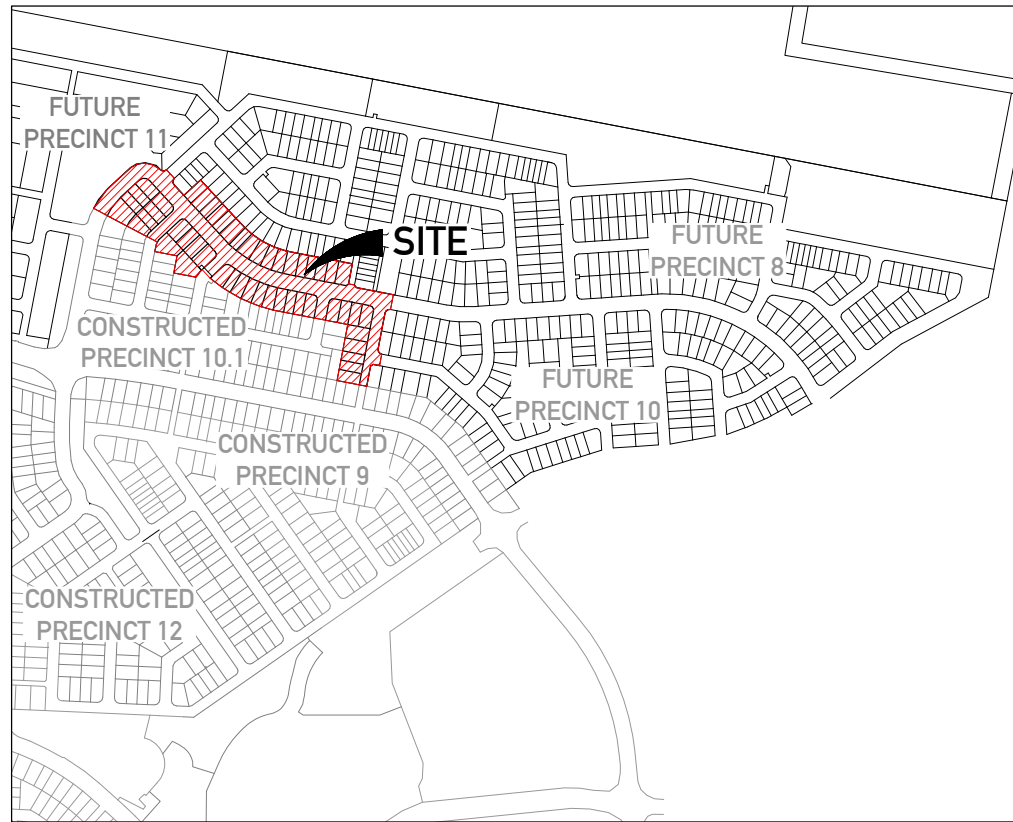 FUTURE
PRECINCT 11
SITE
FUTURE
PRECINCT 8
CONSTRUCTED
PRECINCT 10.1
FUTURE
PRECINCT 10
CONSTRUCTED
PRECINCT 9
CONSTRUCTED
PRECINCT 12